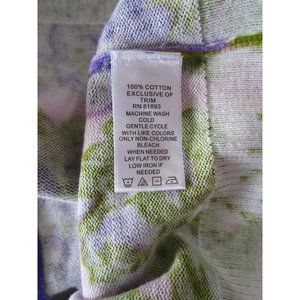 100% COTTON
EXCLUSIVE OF
TRIM
RN 81893
MACHINE WASH
COLD
GENTLE CYCLE
WITH LIKE COLORS
ONLY NON-CHLORINE
BLEACH
WHEN NEEDED
LAY FLAT TO DRY
LOW IRON IF
NEEDED